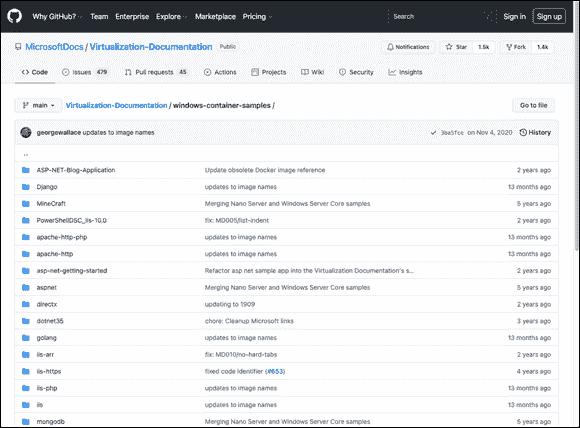 Why GitHub? Team Enterprise Explore Marketplace Pricing Search Sign in Sign up
MicrosoftDocs / Virtualization-Documentation Public Notifications Star 1.5k Fork 1.4k
Code Issues 479 Pull requests 45 Actions Projects Wiki Security Insights
main Virtualization-Documentation / windows-container-samples / Go to file
georgewallace updates to image names on Nov 4, 2020 History
..
ASP-NET-Blog-Application Update obsolete Docker image reference 2 years ago
Django updates to image names 13 months ago
MineCraft Merging Nano Server and Windows Server Core samples 5 years ago
PowerShellDSC_iis-10.0 fix: MD005/list-indent 2 years ago
apache-http-php updates to image names 13 months ago
apache-http updates to image names 13 months ago
asp-net-getting-started Refactor asp net sample app into the Virtualization Documentation's s... 2 years ago
aspnet Merging Nano Server and Windows Server Core samples 5 years ago
directx updating to 1909 2 years ago
dotnet35 chore: Cleanup Microsoft links 3 years ago
golang updates to image names 13 months ago
iis-arr fix: MD010/no-hard-tabs 2 years ago
iis-https fixed code identifier (#653) 4 years ago
iis-php updates to image names 13 months ago
iis updates to image names 13 months ago
mongodb Merging Nano Server and Windows Server Core samples 5 years ago